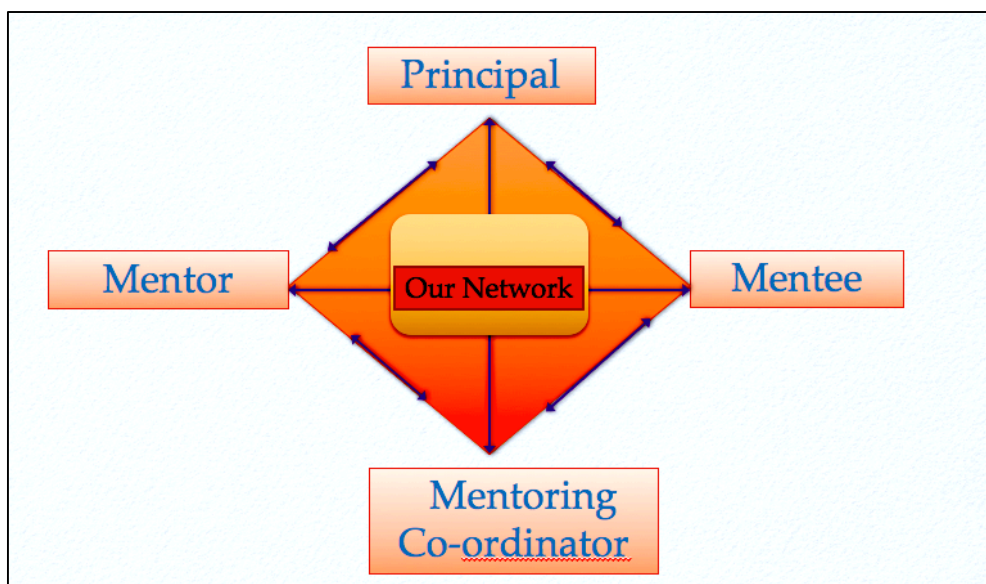 Principal
Mentor
Our Network
Mentee
Mentoring
Co-ordinator